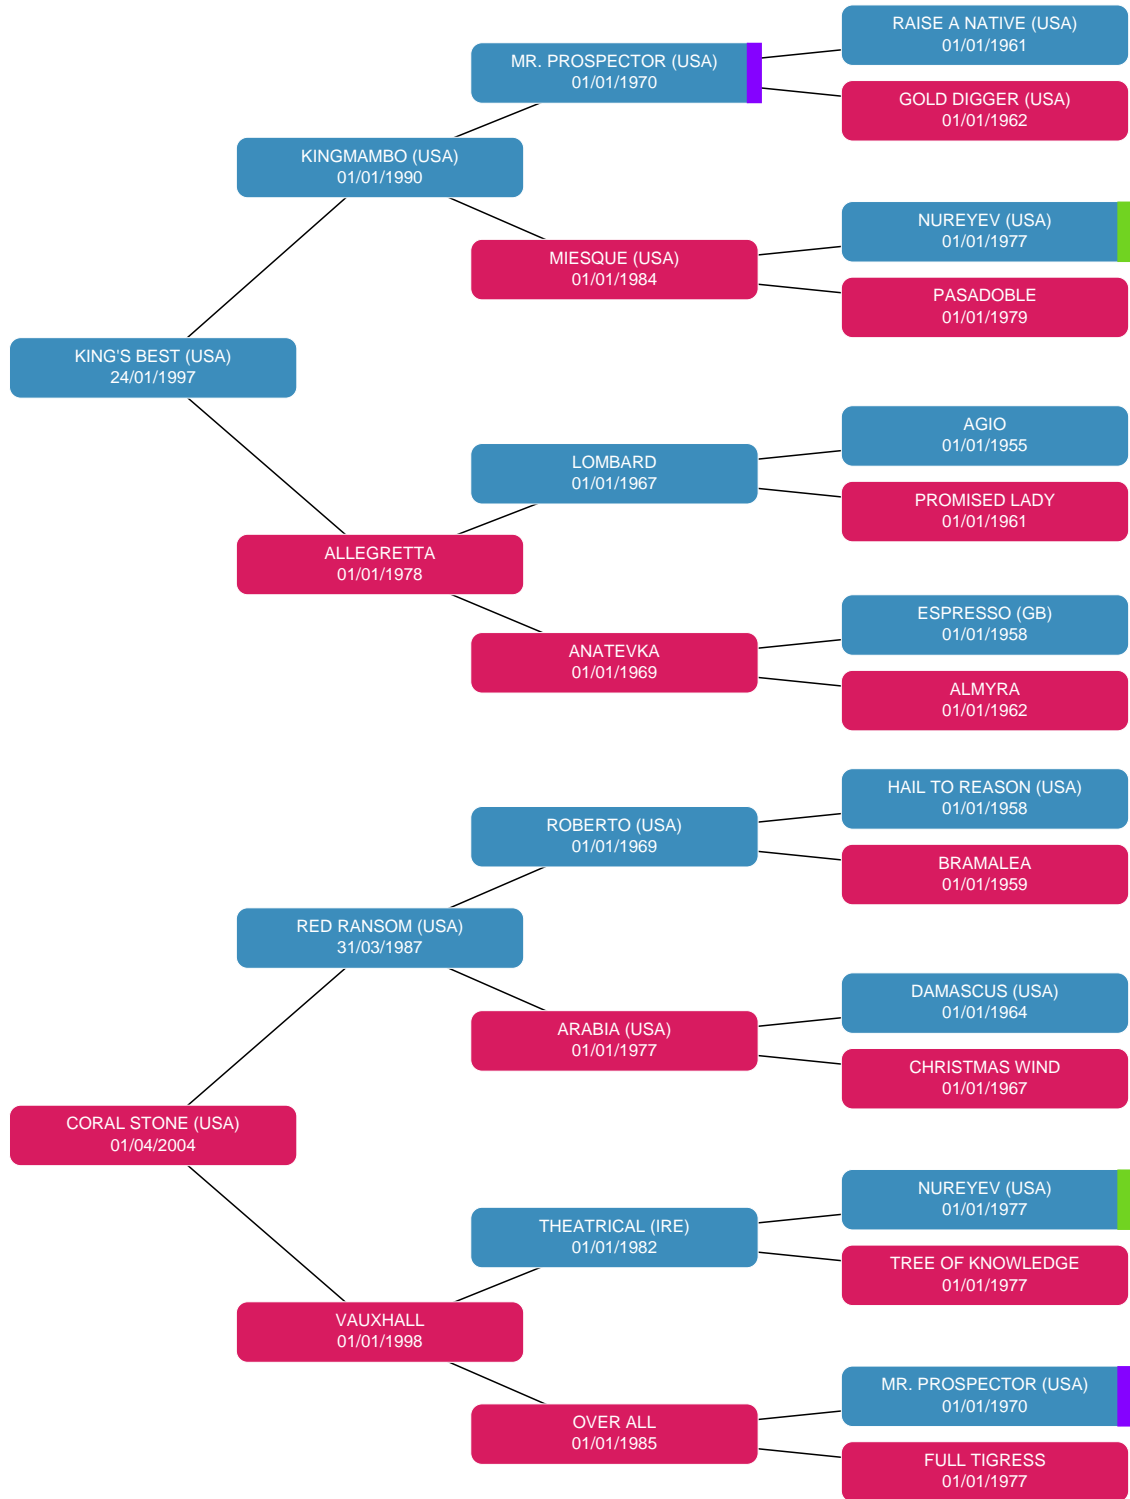 RAISE A NATIVE (USA)
01/01/1961
MR. PROSPECTOR (USA)
01/01/1970
GOLD DIGGER (USA)
01/01/1962
KINGMAMBO (USA)
01/01/1990
NUREYEV (USA)
01/01/1977
MIESQUE (USA)
01/01/1984
PASADOBLE
01/01/1979
KING'S BEST (USA)
24/01/1997
AGIO
01/01/1955
LOMBARD
01/01/1967
PROMISED LADY
01/01/1961
ALLEGRETTA
01/01/1978
ESPRESSO (GB)
01/01/1958
ANATEVKA
01/01/1969
ALMYRA
01/01/1962
HAIL TO REASON (USA)
01/01/1958
ROBERTO (USA)
01/01/1969
BRAMALEA
01/01/1959
RED RANSOM (USA)
31/03/1987
DAMASCUS (USA)
01/01/1964
ARABIA (USA)
01/01/1977
CHRISTMAS WIND
01/01/1967
CORAL STONE (USA)
01/04/2004
NUREYEV (USA)
01/01/1977
THEATRICAL (IRE)
01/01/1982
TREE OF KNOWLEDGE
01/01/1977
VAUXHALL
01/01/1998
MR. PROSPECTOR (USA)
01/01/1970
OVER ALL
01/01/1985
FULL TIGRESS
01/01/1977